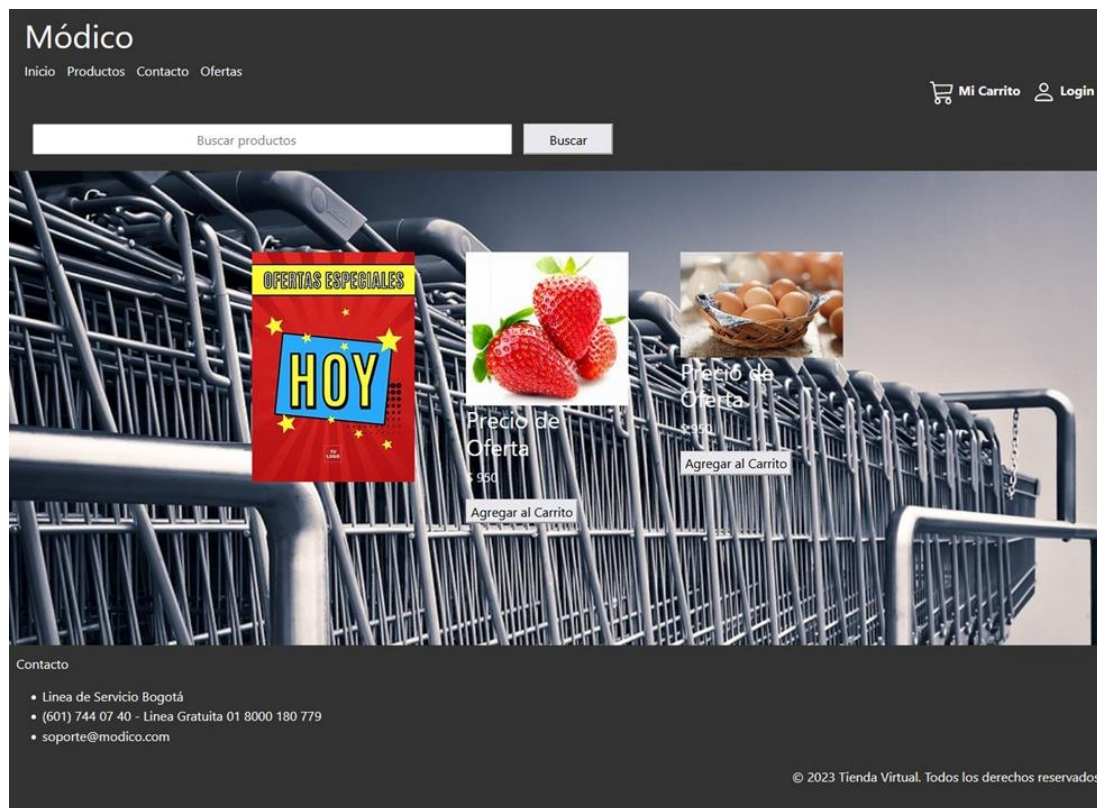 Módico
Inicio Productos Contacto Ofertas
Mi Carrito Login
Buscar productos Buscar
OFERTAS ESPECIALES
HOY
TU
LOGO
Precio de
Oferta
$ 950
Agregar al Carrito
Precio de
Oferta
$ 950
Agregar al Carrito
Contacto
Linea de Servicio Bogotá
(601) 744 07 40 - Linea Gratuita 01 8000 180 779
soporte@modico.com
© 2023 Tienda Virtual. Todos los derechos reservados